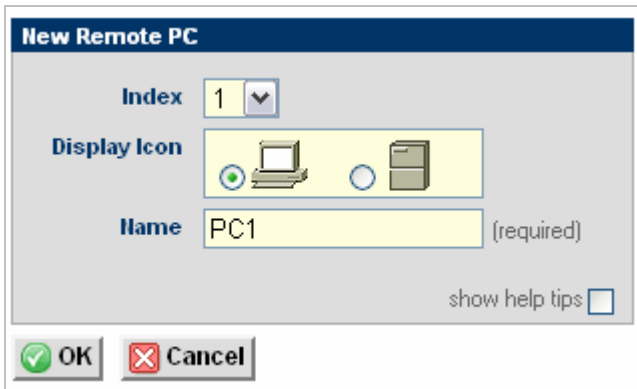 New Remote PC
Index 1
Display Icon
Name PC1 (required)
show help tips
OK Cancel